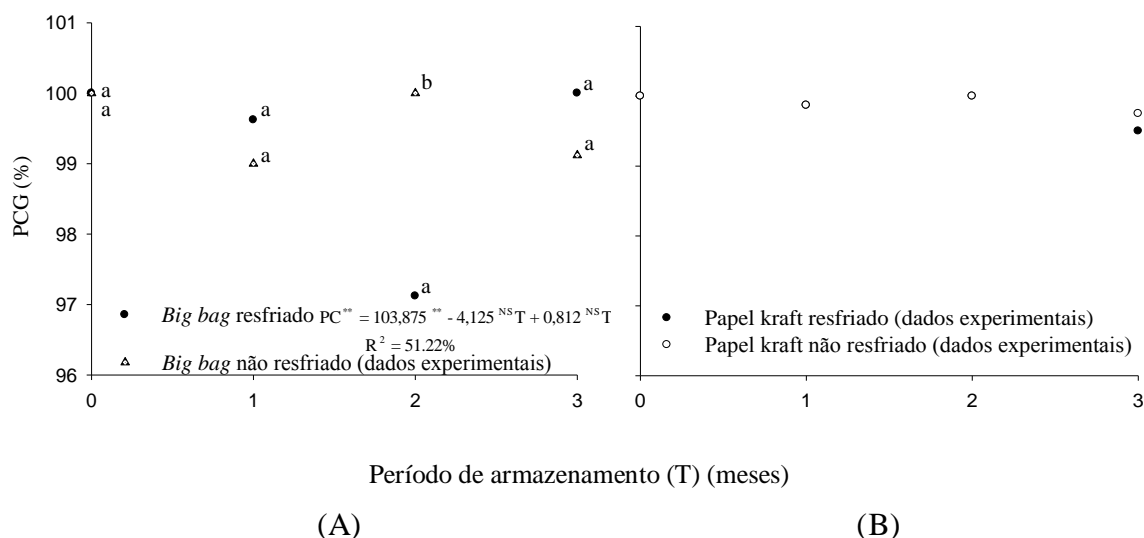 101
100
99
98
97
96
PCG (%)
a
a
a
a
b
a
a
a
Big bag resfriado PC** = 103,875 ** - 4,125 NS T + 0,812 NS T
R2 = 51.22%
Big bag não resfriado (dados experimentais)
0 1 2 3
Papel kraft resfriado (dados experimentais)
Papel kraft não resfriado (dados experimentais)
0 1 2 3
Período de armazenamento (T) (meses)
(A) (B)